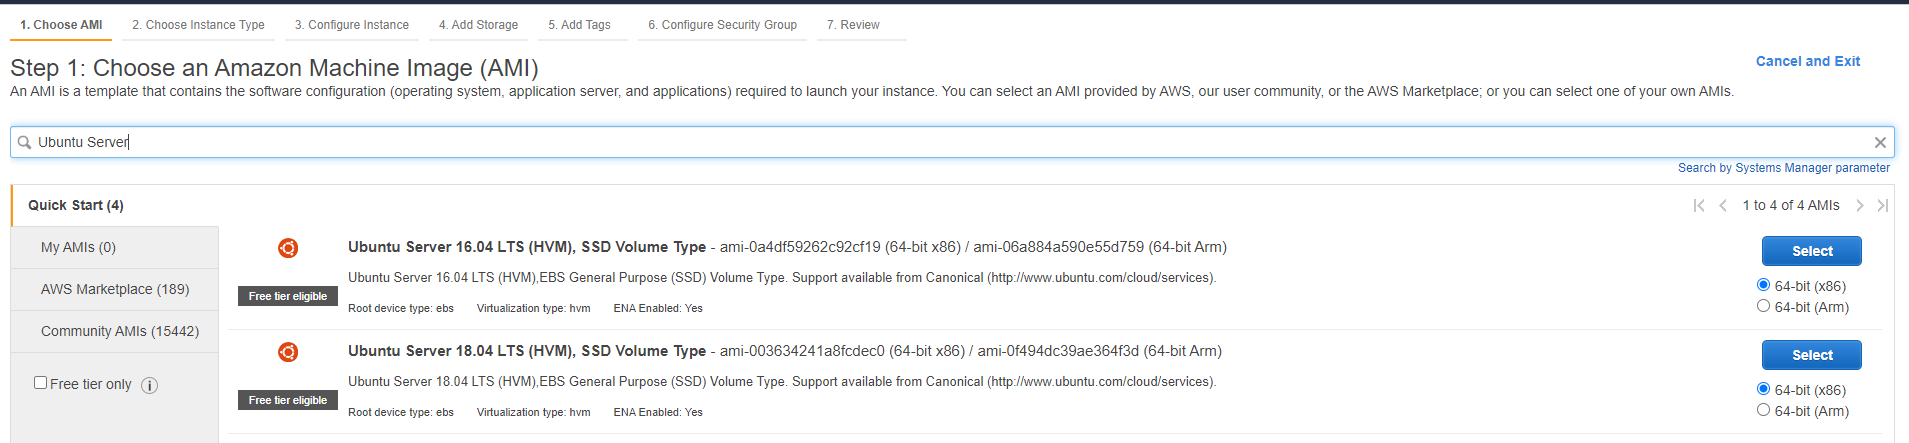 1. Choose AMI 2. Choose Instance Type 3. Configure Instance 4. Add Storage 5. Add Tags 6. Configure Security Group 7. Review
Step 1: Choose an Amazon Machine Image (AMI)
Cancel and Exit
An AMI is a template that contains the software configuration (operating system, application server, and applications) required to launch your instance. You can select an AMI provided by AWS, our user community, or the AWS Marketplace; or you can select one of your own AMIs.
Ubuntu Server
Search by Systems Manager parameter
Quick Start (4)
1 to 4 of 4 AMIs
My AMIs (0)
AWS Marketplace (189)
Community AMIs (15442)
Free tier only
Ubuntu Server 16.04 LTS (HVM), SSD Volume Type - ami-0a4df59262c92cf19 (64-bit x86) / ami-06a884a590e55d759 (64-bit Arm)
Ubuntu Server 16.04 LTS (HVM),EBS General Purpose (SSD) Volume Type. Support available from Canonical (http://www.ubuntu.com/cloud/services).
Free tier eligible
Root device type: ebs Virtualization type: hvm ENA Enabled: Yes
Select
64-bit (x86)
64-bit (Arm)
Ubuntu Server 18.04 LTS (HVM), SSD Volume Type - ami-003634241a8fcdec0 (64-bit x86) / ami-0f494dc39ae364f3d (64-bit Arm)
Ubuntu Server 18.04 LTS (HVM),EBS General Purpose (SSD) Volume Type. Support available from Canonical (http://www.ubuntu.com/cloud/services).
Free tier eligible
Root device type: ebs Virtualization type: hvm ENA Enabled: Yes
Select
64-bit (x86)
64-bit (Arm)